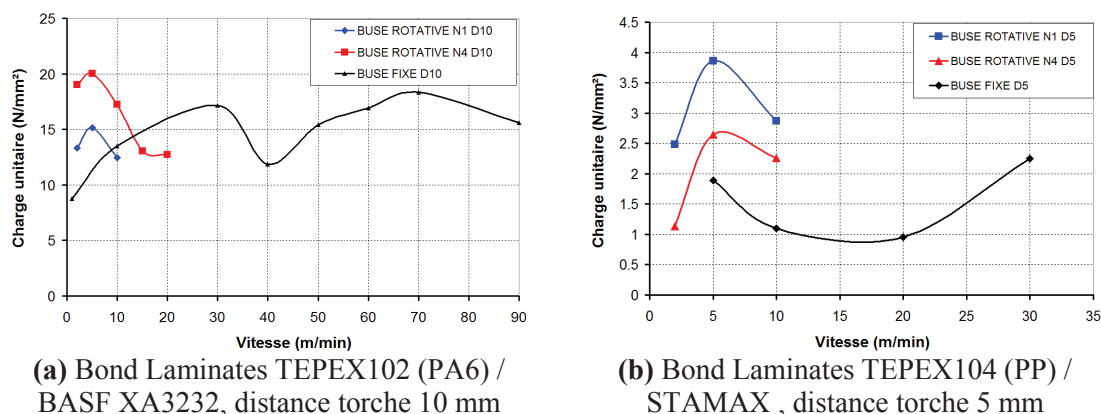 25
20
15
10
5
0
Charge unitaire (N/mm²)
0 10 20 30 40 50 60 70 80 90
Vitesse (m/min)
BUSE ROTATIVE N1 D10
BUSE ROTATIVE N4 D10
BUSE FIXE D10
(a) Bond Laminates TEPEX102 (PA6) /
BASF XA3232, distance torche 10 mm
4.5
4
3.5
3
2.5
2
1.5
1
0.5
0
Charge unitaire (N/mm²)
0 5 10 15 20 25 30 35
Vitesse (m/min)
BUSE ROTATIVE N1 D5
BUSE ROTATIVE N4 D5
BUSE FIXE D5
(b) Bond Laminates TEPEX104 (PP) /
STAMAX , distance torche 5 mm